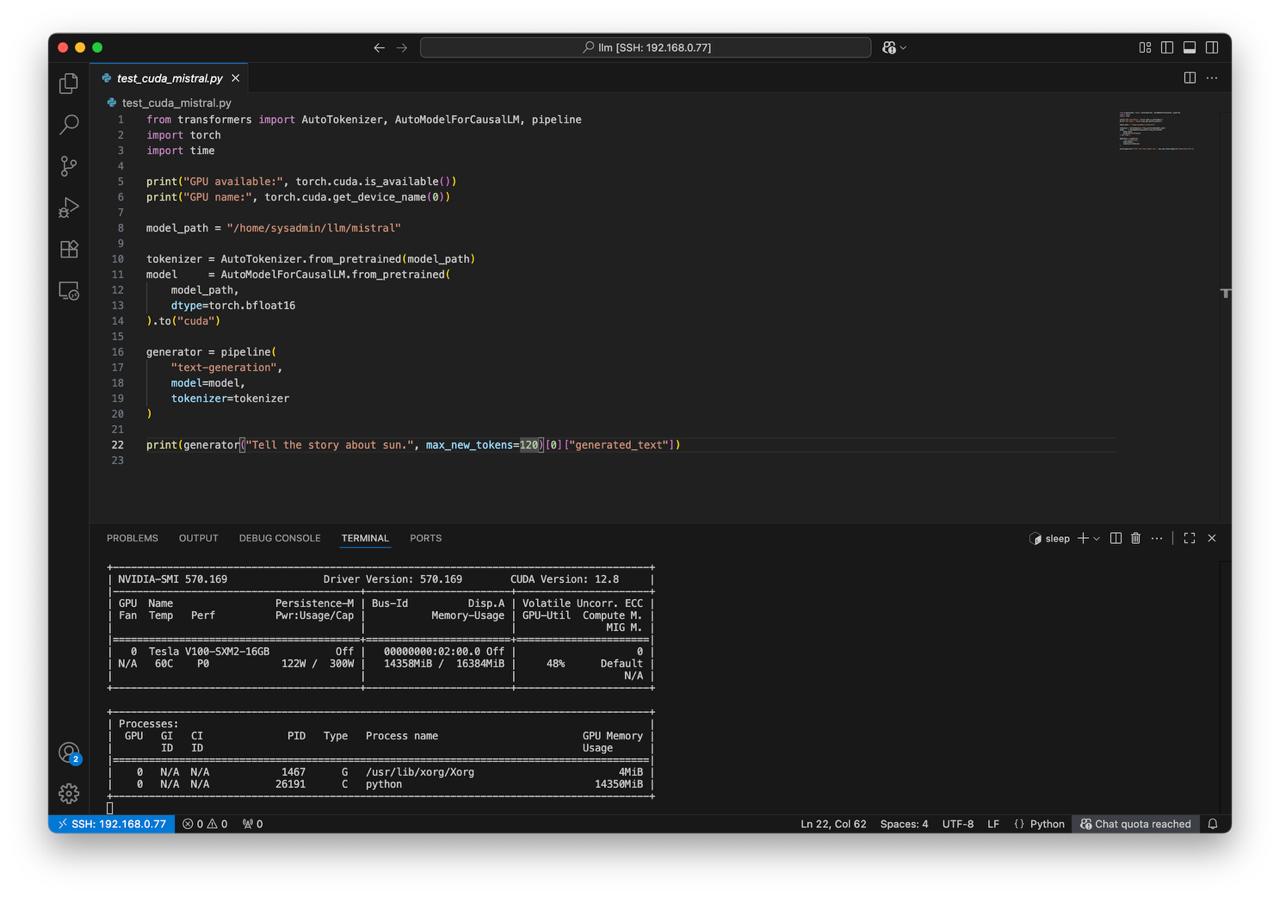 llm [SSH: 192.168.0.77]
test_cuda_mistral.py
test_cuda_mistral.py
1 from transformers import AutoTokenizer, AutoModelForCausalLM, pipeline
2 import torch
3 import time
4
5 print("GPU available:", torch.cuda.is_available())
6 print("GPU name:", torch.cuda.get_device_name(0))
7
8 model_path = "/home/sysadmin/llm/mistral"
9
10 tokenizer = AutoTokenizer.from_pretrained(model_path)
11 model     = AutoModelForCausalLM.from_pretrained(
12     model_path,
13     dtype=torch.bfloat16
14 ).to("cuda")
15
16 generator = pipeline(
17     "text-generation",
18     model=model,
19     tokenizer=tokenizer
20 )
21
22 print(generator("Tell the story about sun.", max_new_tokens=120)[0]["generated_text"])
23
PROBLEMS OUTPUT DEBUG CONSOLE TERMINAL PORTS sleep
NVIDIA-SMI 570.169 Driver Version: 570.169 CUDA Version: 12.8
GPU Name Persistence-M | Bus-Id Disp.A | Volatile Uncorr. ECC
Fan Temp Perf Pwr:Usage/Cap | Memory-Usage | GPU-Util Compute M.
MIG M.
0 Tesla V100-SXM2-16GB Off | 00000000:02:00.0 Off | 0
N/A 60C P0 122W / 300W | 14358MiB / 16384MiB | 48% Default
N/A
Processes:
GPU GI CI PID Type Process name GPU Memory
ID ID Usage
0 N/A N/A 1467 G /usr/lib/xorg/Xorg 4MiB
0 N/A N/A 26191 C python 14350MiB
2
SSH: 192.168.0.77 0 0 0 Ln 22, Col 62 Spaces: 4 UTF-8 LF {} Python Chat quota reached